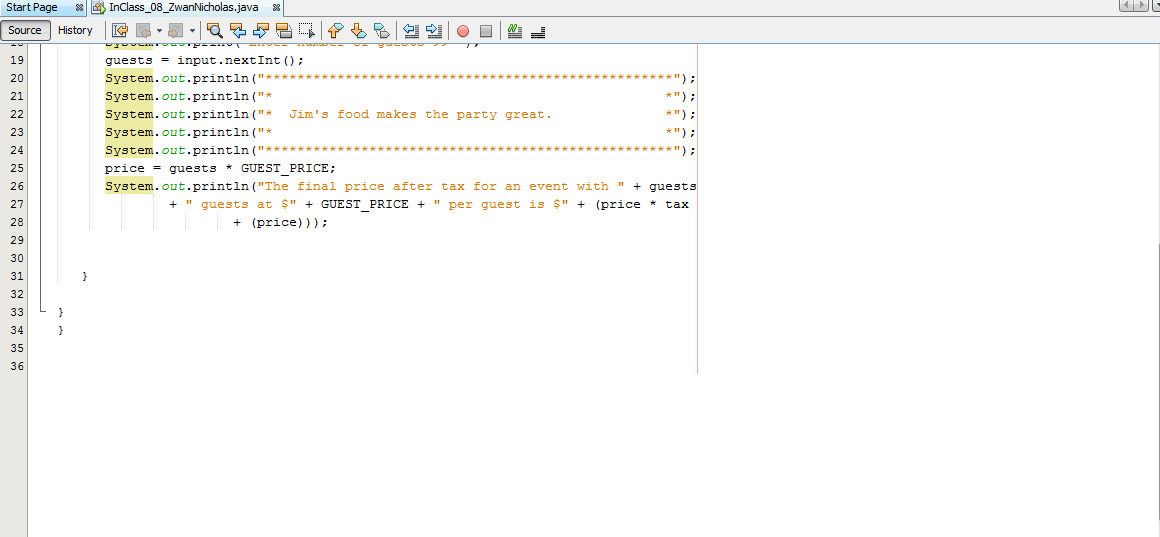 Start Page InClass_08_ZwanNicholas.java
Source History
19 guests = input.nextInt();
20 System.out.println("***************************************************");
21 System.out.println("*                                                 *");
22 System.out.println("*  Jim's food makes the party great.              *");
23 System.out.println("*                                                 *");
24 System.out.println("***************************************************");
25 price = guests * GUEST_PRICE;
26 System.out.println("The final price after tax for an event with " + guests
27 + " guests at $" + GUEST_PRICE + " per guest is $" + (price * tax
28 + (price)));
29
30
31 }
32
33 }
34 }
35
36